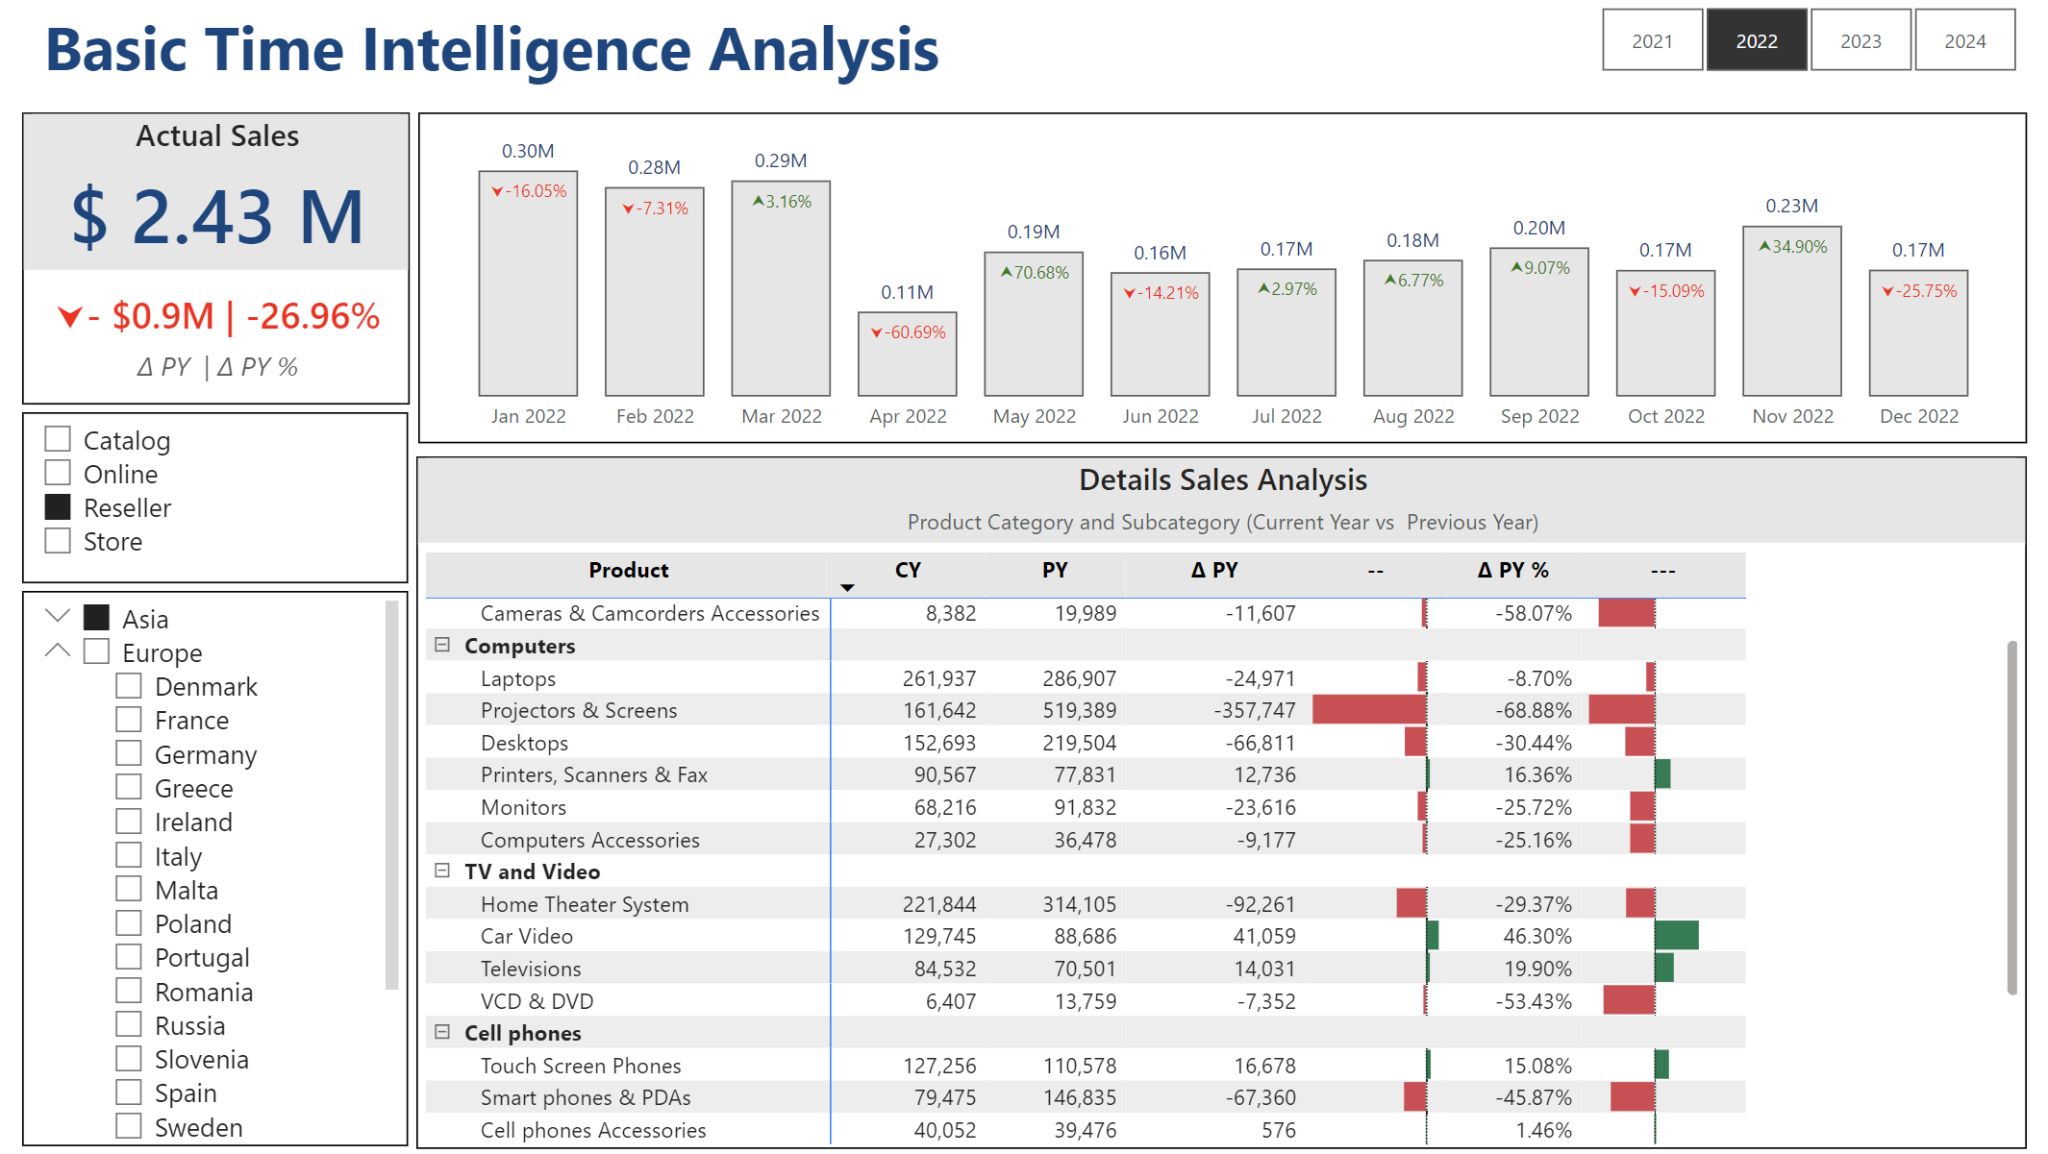 Basic Time Intelligence Analysis
2021 2022 2023 2024
Actual Sales
$ 2.43 M
- $0.9M | -26.96%
Δ PY | Δ PY %
0.30M 0.28M 0.29M 0.11M 0.19M 0.16M 0.17M 0.18M 0.20M 0.17M 0.23M 0.17M
-16.05% -7.31% 3.16% -60.69% 70.68% -14.21% 2.97% 6.77% 9.07% -15.09% 34.90% -25.75%
Jan 2022 Feb 2022 Mar 2022 Apr 2022 May 2022 Jun 2022 Jul 2022 Aug 2022 Sep 2022 Oct 2022 Nov 2022 Dec 2022
Catalog
Online
Reseller
Store
Asia
Europe
Denmark
France
Germany
Greece
Ireland
Italy
Malta
Poland
Portugal
Romania
Russia
Slovenia
Spain
Sweden
Details Sales Analysis
Product Category and Subcategory (Current Year vs Previous Year)
Product CY PY Δ PY -- Δ PY % ---
Cameras & Camcorders Accessories 8,382 19,989 -11,607 -58.07%
Computers
Laptops 261,937 286,907 -24,971 -8.70%
Projectors & Screens 161,642 519,389 -357,747 -68.88%
Desktops 152,693 219,504 -66,811 -30.44%
Printers, Scanners & Fax 90,567 77,831 12,736 16.36%
Monitors 68,216 91,832 -23,616 -25.72%
Computers Accessories 27,302 36,478 -9,177 -25.16%
TV and Video
Home Theater System 221,844 314,105 -92,261 -29.37%
Car Video 129,745 88,686 41,059 46.30%
Televisions 84,532 70,501 14,031 19.90%
VCD & DVD 6,407 13,759 -7,352 -53.43%
Cell phones
Touch Screen Phones 127,256 110,578 16,678 15.08%
Smart phones & PDAs 79,475 146,835 -67,360 -45.87%
Cell phones Accessories 40,052 39,476 576 1.46%